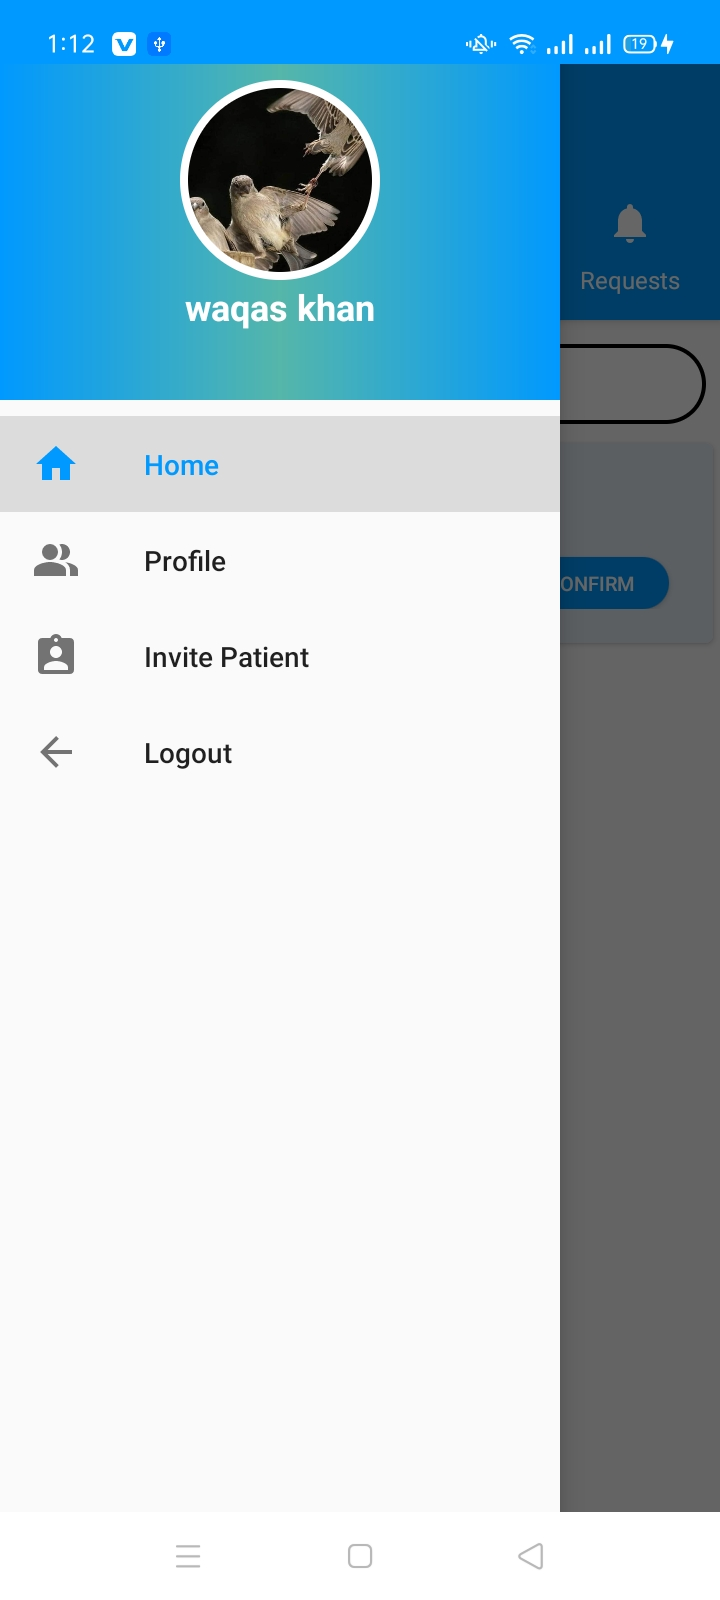 1:12
19
waqas khan
Requests
Home
Profile
ONFIRM
Invite Patient
Logout